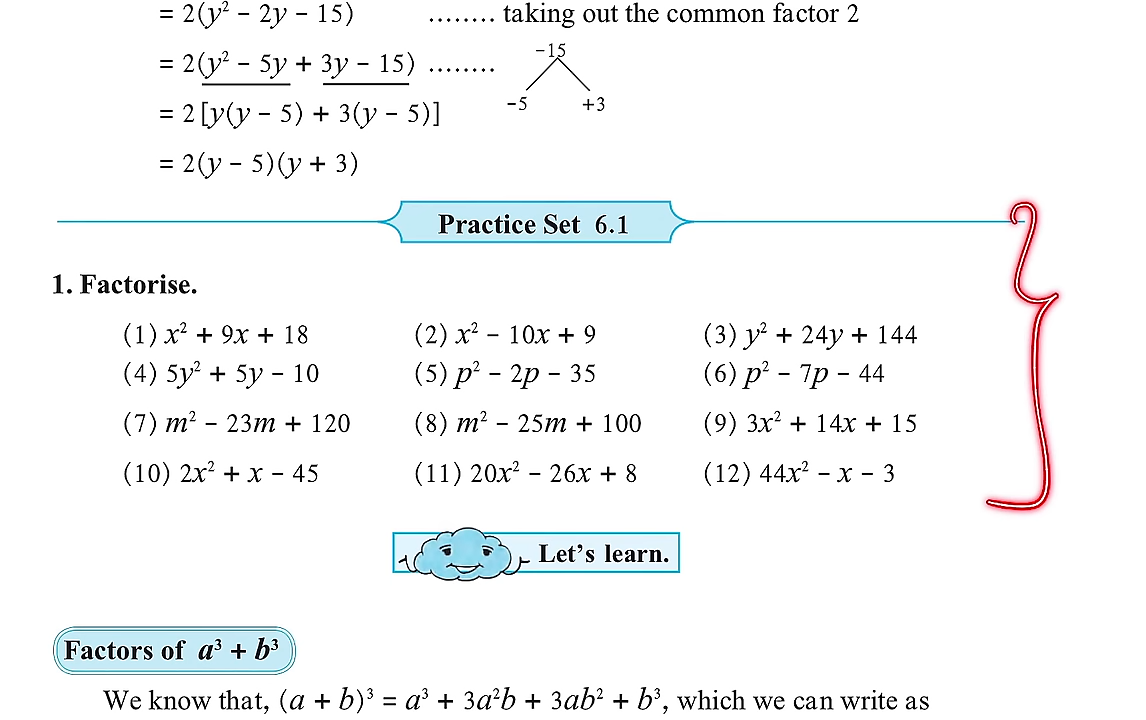 = 2(y² − 2y − 15) ........ taking out the common factor 2
= 2(y² − 5y + 3y − 15) ........ −15
−5 +3
= 2 [y(y − 5) + 3(y − 5)]
= 2(y − 5)(y + 3)
Practice Set 6.1
1. Factorise.
(1) x² + 9x + 18 (2) x² − 10x + 9 (3) y² + 24y + 144
(4) 5y² + 5y − 10 (5) p² − 2p − 35 (6) p² − 7p − 44
(7) m² − 23m + 120 (8) m² − 25m + 100 (9) 3x² + 14x + 15
(10) 2x² + x − 45 (11) 20x² − 26x + 8 (12) 44x² − x − 3
Let's learn.
Factors of a³ + b³
We know that, (a + b)³ = a³ + 3a²b + 3ab² + b³, which we can write as